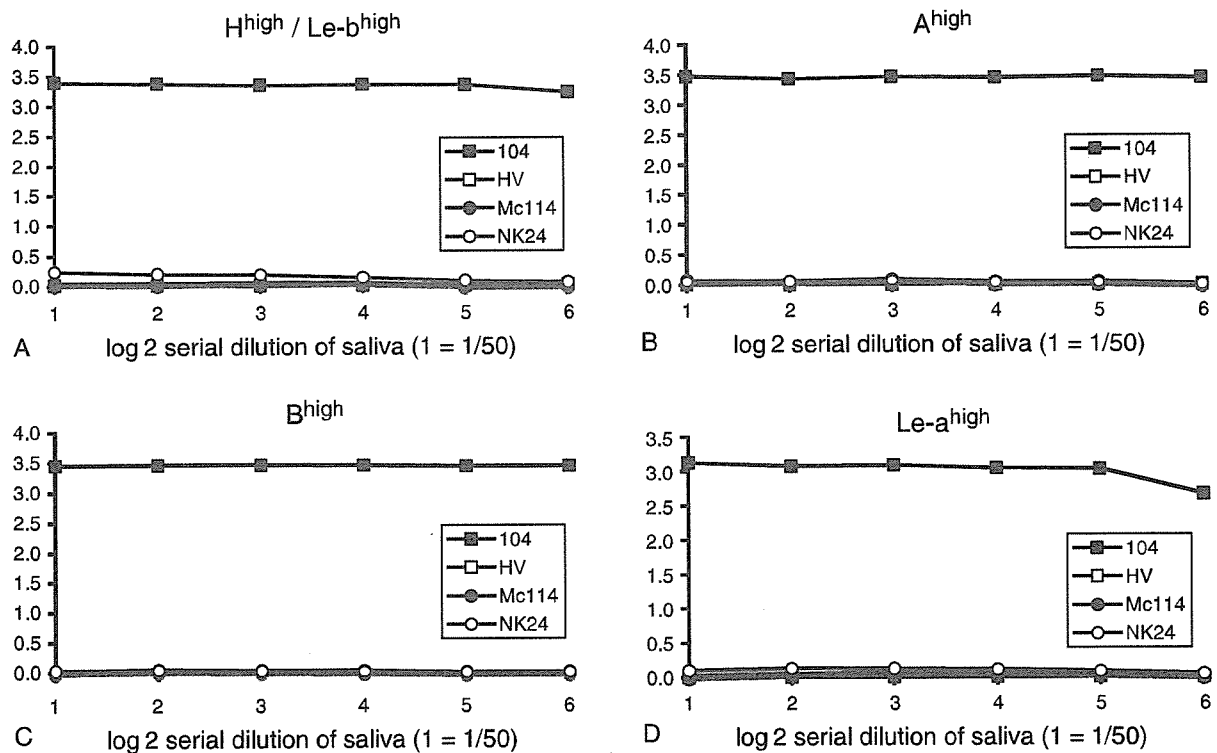 H^high / Le-b^high
4.0
3.5
3.0
2.5
2.0
1.5
1.0
0.5
0.0
104
HV
Mc114
NK24
1 2 3 4 5 6
A log 2 serial dilution of saliva (1 = 1/50)
A^high
4.0
3.5
3.0
2.5
2.0
1.5
1.0
0.5
0.0
104
HV
Mc114
NK24
1 2 3 4 5 6
B log 2 serial dilution of saliva (1 = 1/50)
B^high
4.0
3.5
3.0
2.5
2.0
1.5
1.0
0.5
0.0
104
HV
Mc114
NK24
1 2 3 4 5 6
C log 2 serial dilution of saliva (1 = 1/50)
Le-a^high
3.5
3.0
2.5
2.0
1.5
1.0
0.5
0.0
104
HV
Mc114
NK24
1 2 3 4 5 6
D log 2 serial dilution of saliva (1 = 1/50)